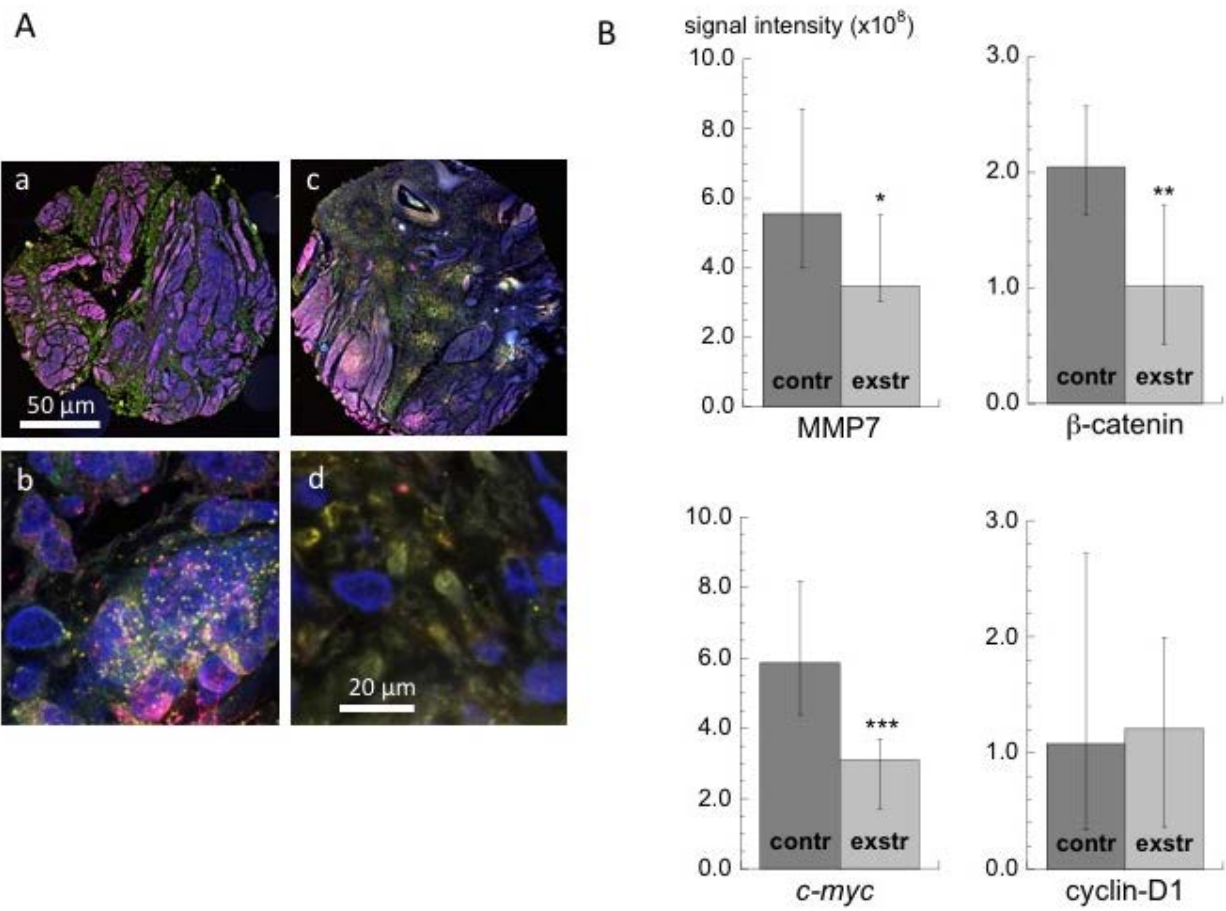 A
a
50 μm
c
b
d
20 μm
B
signal intensity (x10⁸)
10.0
8.0
6.0
4.0
2.0
0.0
*
contr exstr
MMP7
3.0
2.0
1.0
0.0
**
contr exstr
β-catenin
10.0
8.0
6.0
4.0
2.0
0.0
***
contr exstr
c-myc
3.0
2.0
1.0
0.0
contr exstr
cyclin-D1